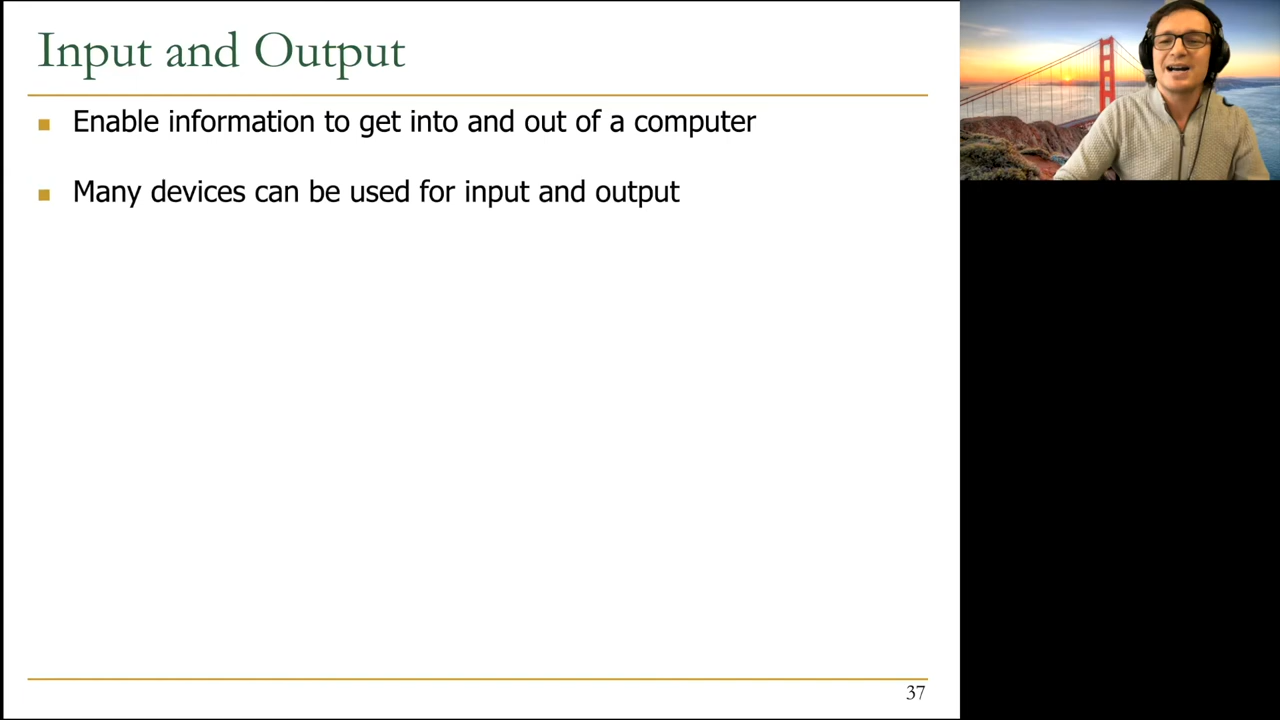 Input and Output
Enable information to get into and out of a computer
Many devices can be used for input and output
37